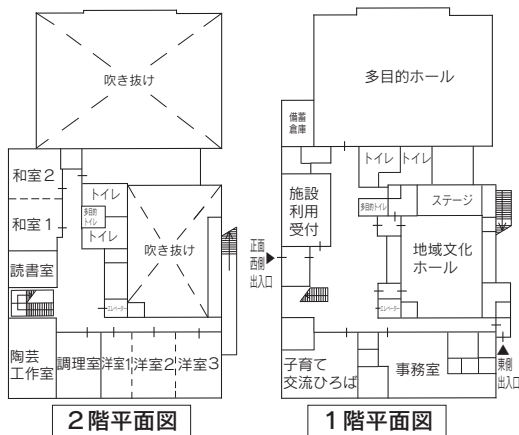 吹き抜け
和室２
和室１
トイレ
多目的
トイレ
トイレ
吹き抜け
読書室
エレベーター
陶芸
工作室
調理室
洋室１
洋室２
洋室３
２階平面図
多目的ホール
備蓄
倉庫
トイレ
トイレ
施設
利用
受付
多目的トイレ
ステージ
正面
西側
出入口
地域文化
ホール
エレベーター
子育て
交流ひろば
事務室
東側
出入口
１階平面図